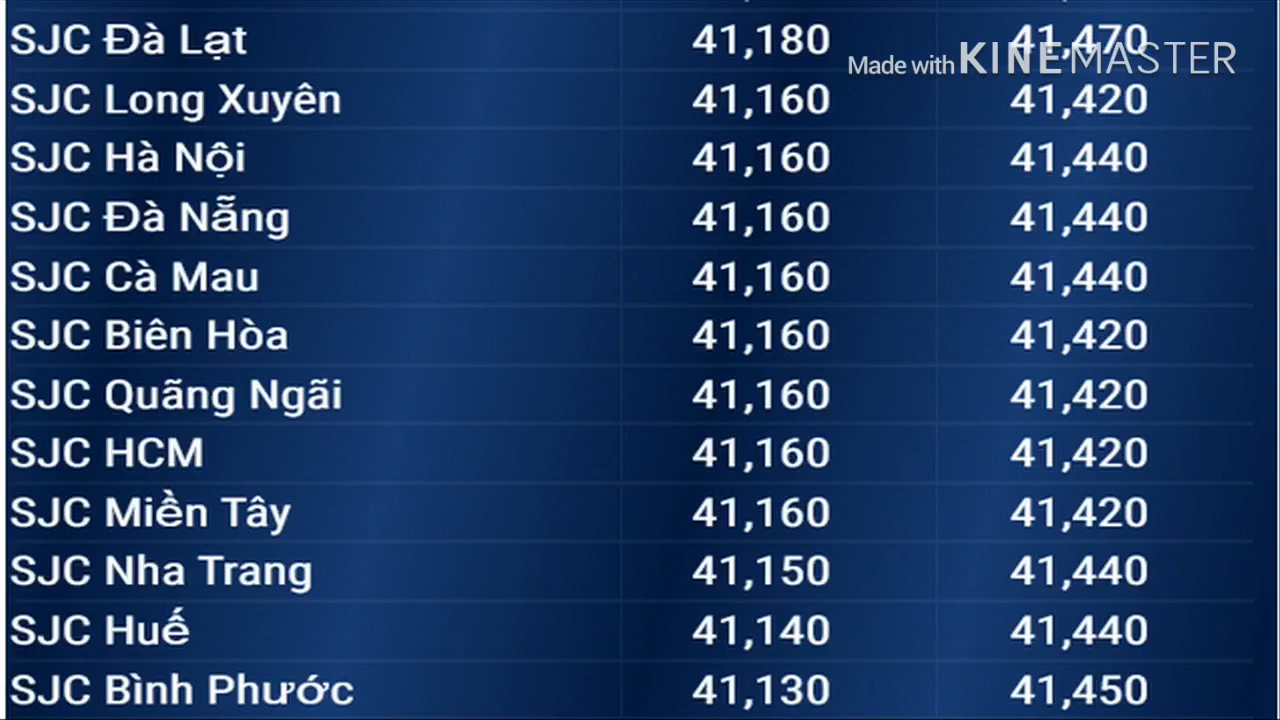 SJC Đà Lạt 41,180 41,470
Made with KINEMASTER
SJC Long Xuyên 41,160 41,420
SJC Hà Nội 41,160 41,440
SJC Đà Nẵng 41,160 41,440
SJC Cà Mau 41,160 41,440
SJC Biên Hòa 41,160 41,420
SJC Quãng Ngãi 41,160 41,420
SJC HCM 41,160 41,420
SJC Miền Tây 41,160 41,420
SJC Nha Trang 41,150 41,440
SJC Huế 41,140 41,440
SJC Bình Phước 41,130 41,450